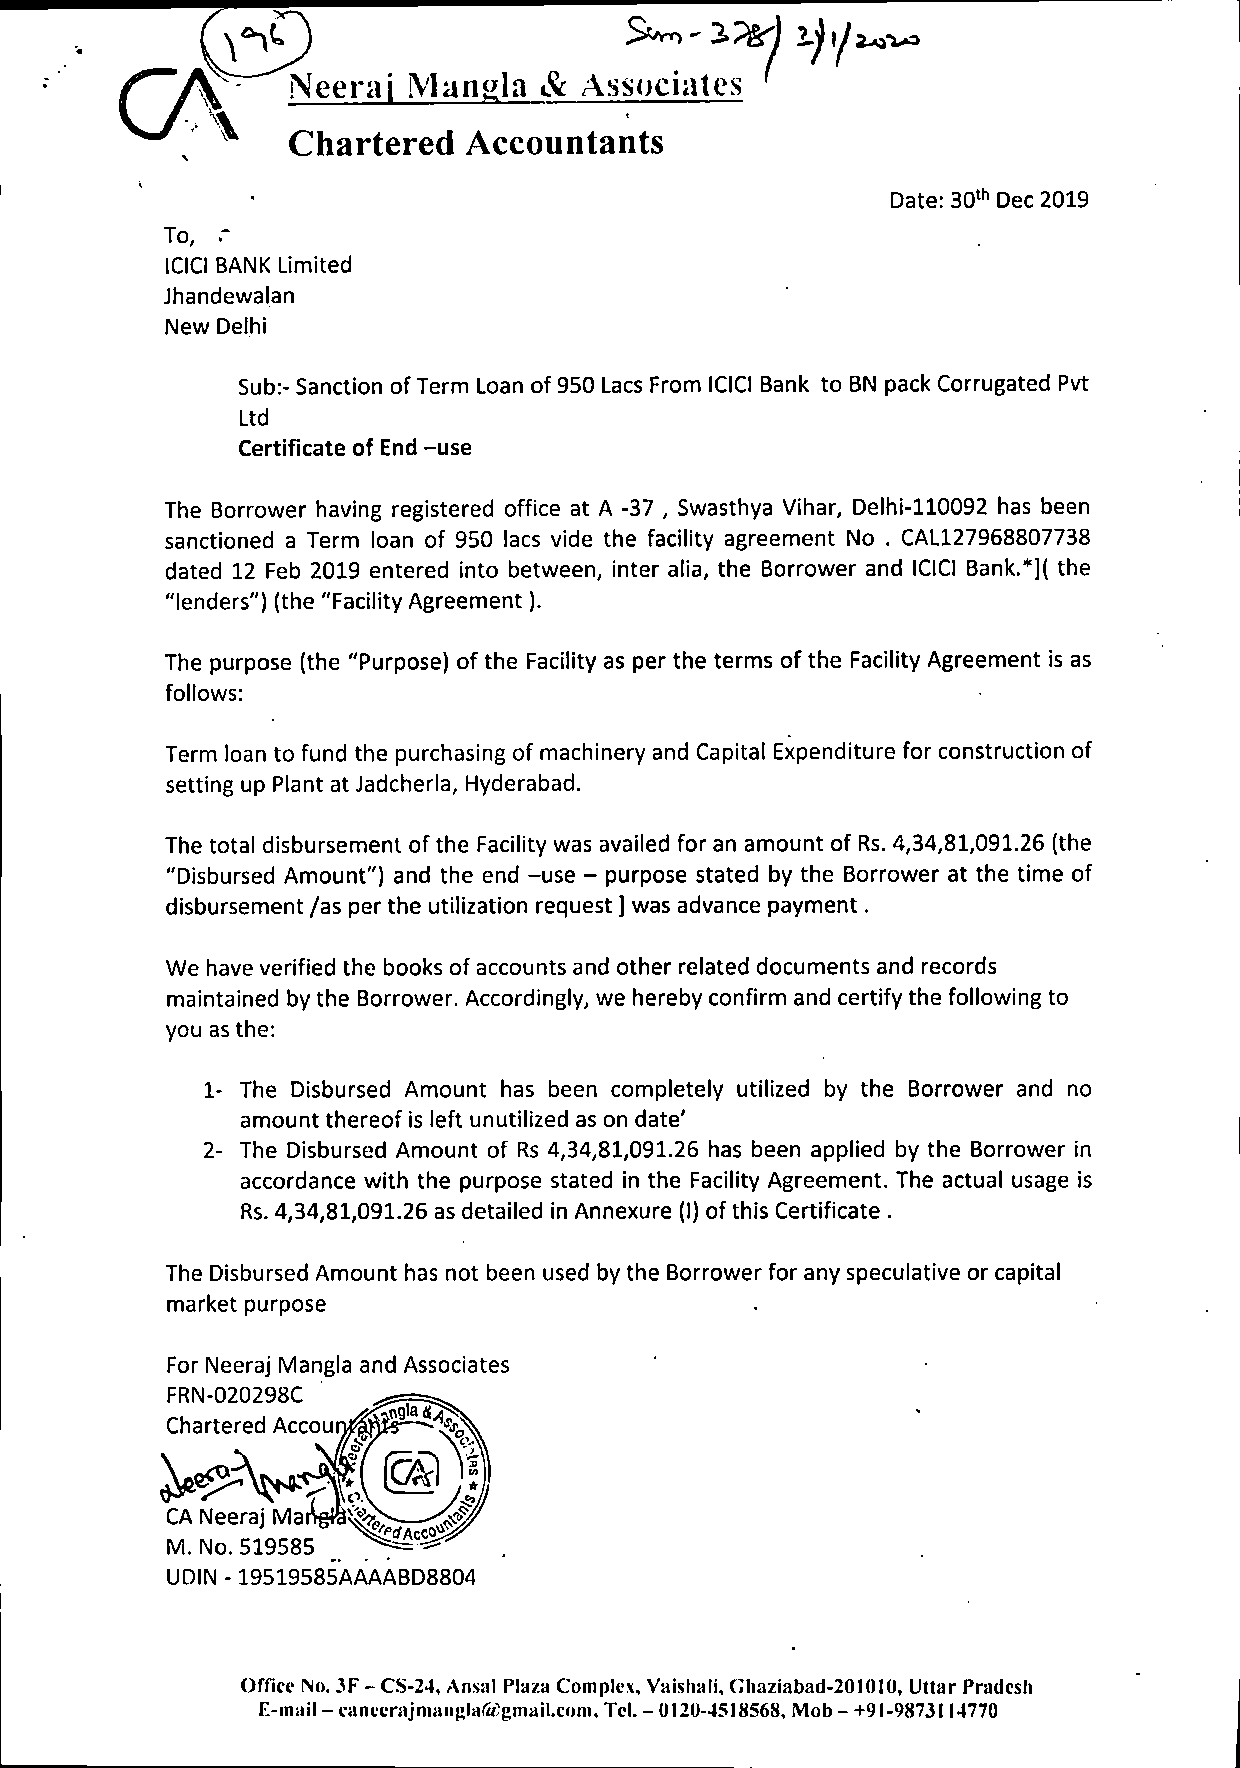 196
Sim - 378/ 2/1/2020
CA
Neeraj Mangla & Associates
Chartered Accountants
Date: 30th Dec 2019
To,
ICICI BANK Limited
Jhandewalan
New Delhi
Sub:- Sanction of Term Loan of 950 Lacs From ICICI Bank to BN pack Corrugated Pvt
Ltd
Certificate of End –use
The Borrower having registered office at A -37 , Swasthya Vihar, Delhi-110092 has been
sanctioned a Term loan of 950 lacs vide the facility agreement No . CAL127968807738
dated 12 Feb 2019 entered into between, inter alia, the Borrower and ICICI Bank.*]( the
“lenders”) (the “Facility Agreement ).
The purpose (the “Purpose) of the Facility as per the terms of the Facility Agreement is as
follows:
Term loan to fund the purchasing of machinery and Capital Expenditure for construction of
setting up Plant at Jadcherla, Hyderabad.
The total disbursement of the Facility was availed for an amount of Rs. 4,34,81,091.26 (the
“Disbursed Amount”) and the end –use – purpose stated by the Borrower at the time of
disbursement /as per the utilization request ] was advance payment .
We have verified the books of accounts and other related documents and records
maintained by the Borrower. Accordingly, we hereby confirm and certify the following to
you as the:
1- The Disbursed Amount has been completely utilized by the Borrower and no
amount thereof is left unutilized as on date’
2- The Disbursed Amount of Rs 4,34,81,091.26 has been applied by the Borrower in
accordance with the purpose stated in the Facility Agreement. The actual usage is
Rs. 4,34,81,091.26 as detailed in Annexure (I) of this Certificate .
The Disbursed Amount has not been used by the Borrower for any speculative or capital
market purpose
For Neeraj Mangla and Associates
FRN-020298C
Chartered Accountants
Neeraj Mangla
Neeraj Mangla & Associates
CA
Chartered Accountants
CA Neeraj Mangla
M. No. 519585
UDIN - 19519585AAAABD8804
Office No. 3F – CS-24, Ansal Plaza Complex, Vaishali, Ghaziabad-201010, Uttar Pradesh
E-mail – caneerajmangla@gmail.com, Tel. – 0120-4518568, Mob – +91-9873114770